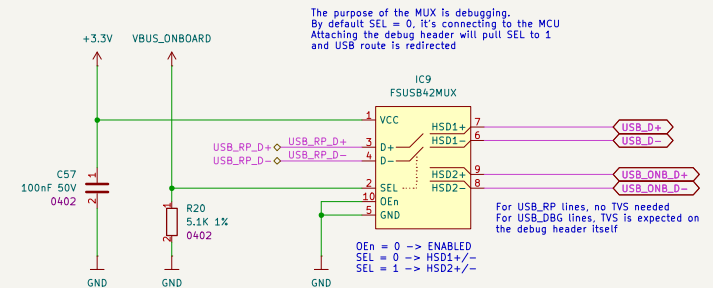 The purpose of the MUX is debugging.
By default SEL = 0, it's connecting to the MCU
Attaching the debug header will pull SEL to 1
and USB route is redirected
+3.3V
VBUS_ONBOARD
IC9
FSUSB42MUX
1
VCC
HSD1+
7
USB_D+
HSD1-
6
USB_D-
USB_RP_D+
USB_RP_D+
3
D+
USB_RP_D-
USB_RP_D-
4
D-
HSD2+
9
USB_ONB_D+
HSD2-
8
USB_ONB_D-
2
SEL
10
OEn
5
GND
C57
100nF 50V
0402
1
2
R20
5.1K 1%
0402
1
2
For USB_RP lines, no TVS needed
For USB_DBG lines, TVS is expected on
the debug header itself
OEn = 0 -> ENABLED
SEL = 0 -> HSD1+/-
SEL = 1 -> HSD2+/-
GND
GND
GND